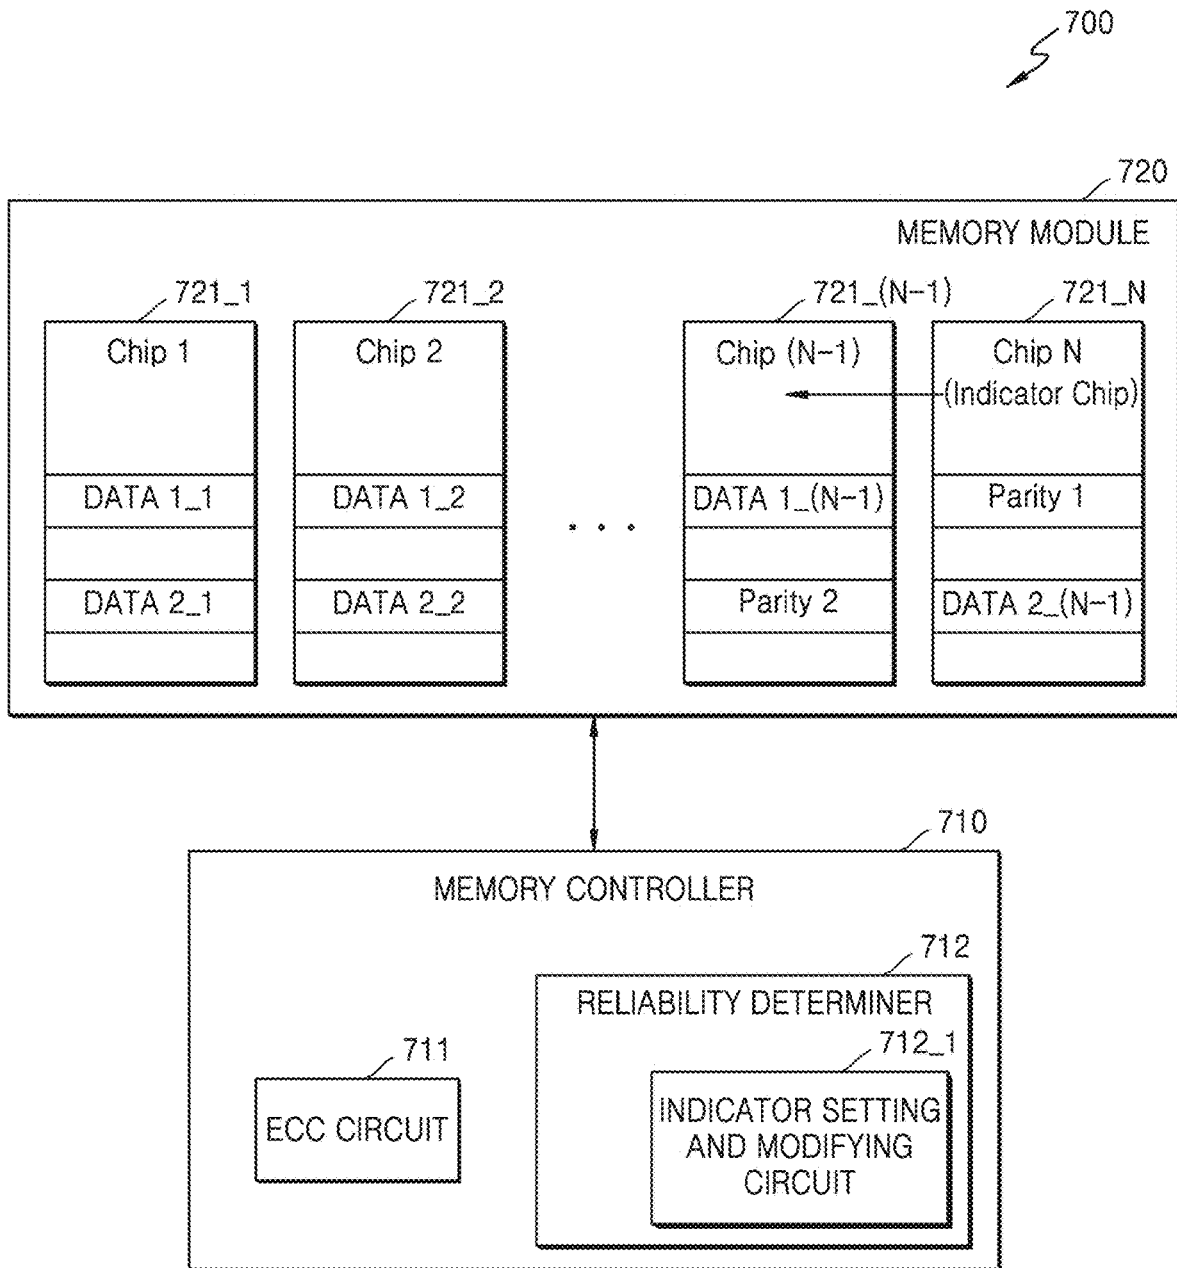 700
720
MEMORY MODULE
721_1
721_2
721_(N-1)
721_N
Chip 1
Chip 2
Chip (N-1)
Chip N
(Indicator Chip)
DATA 1_1
DATA 1_2
DATA 1_(N-1)
Parity 1
. . .
DATA 2_1
DATA 2_2
Parity 2
DATA 2_(N-1)
710
MEMORY CONTROLLER
712
RELIABILITY DETERMINER
711
712_1
ECC CIRCUIT
INDICATOR SETTING
AND MODIFYING
CIRCUIT